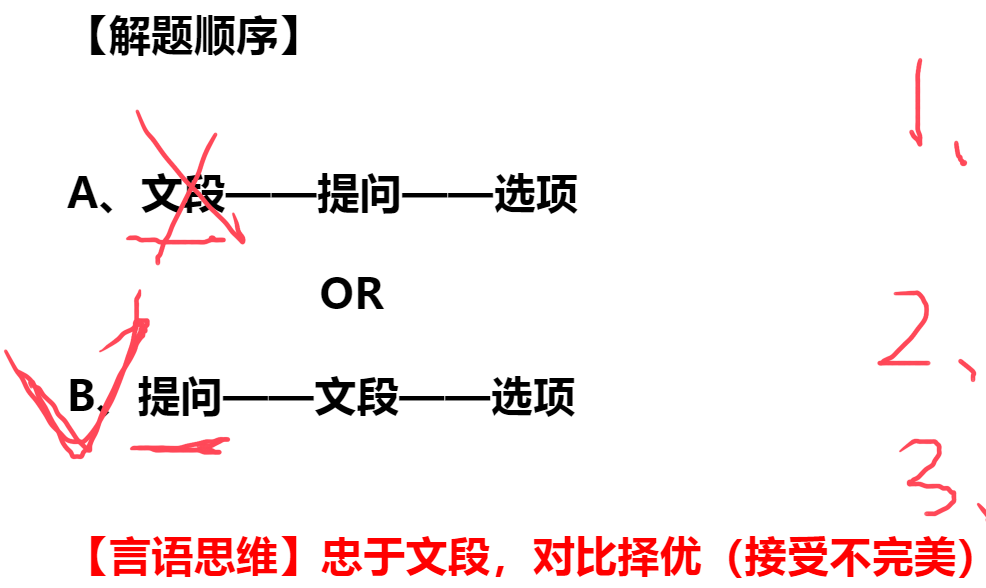 【解题顺序】
1、
A、文段——提问——选项
OR
2、
B、提问——文段——选项
3、
【言语思维】忠于文段，对比择优（接受不完美）